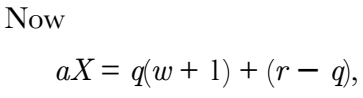 Now
aX = q(w + 1) + (r − q),